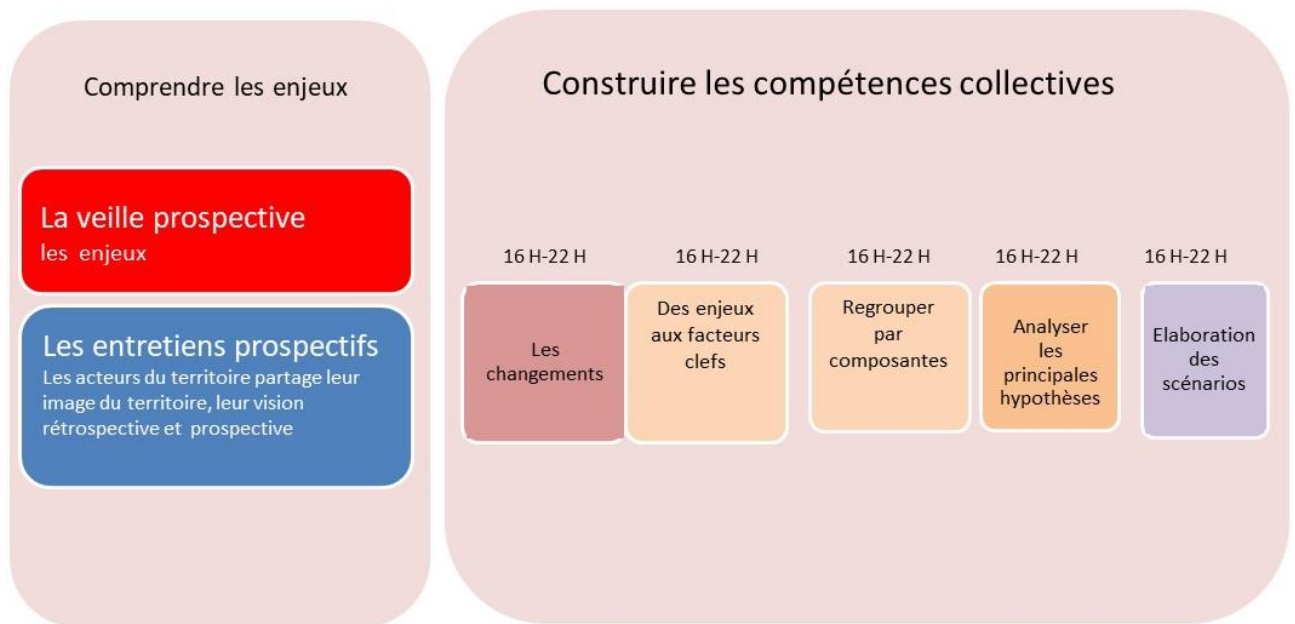 Comprendre les enjeux
La veille prospective
les enjeux
Les entretiens prospectifs
Les acteurs du territoire partage leur
image du territoire, leur vision
rétrospective et prospective
Construire les compétences collectives
16 H-22 H
Les
changements
16 H-22 H
Des enjeux
aux facteurs
clefs
16 H-22 H
Regrouper
par
composantes
16 H-22 H
Analyser
les
principales
hypothèses
16 H-22 H
Elaboration
des
scénarios